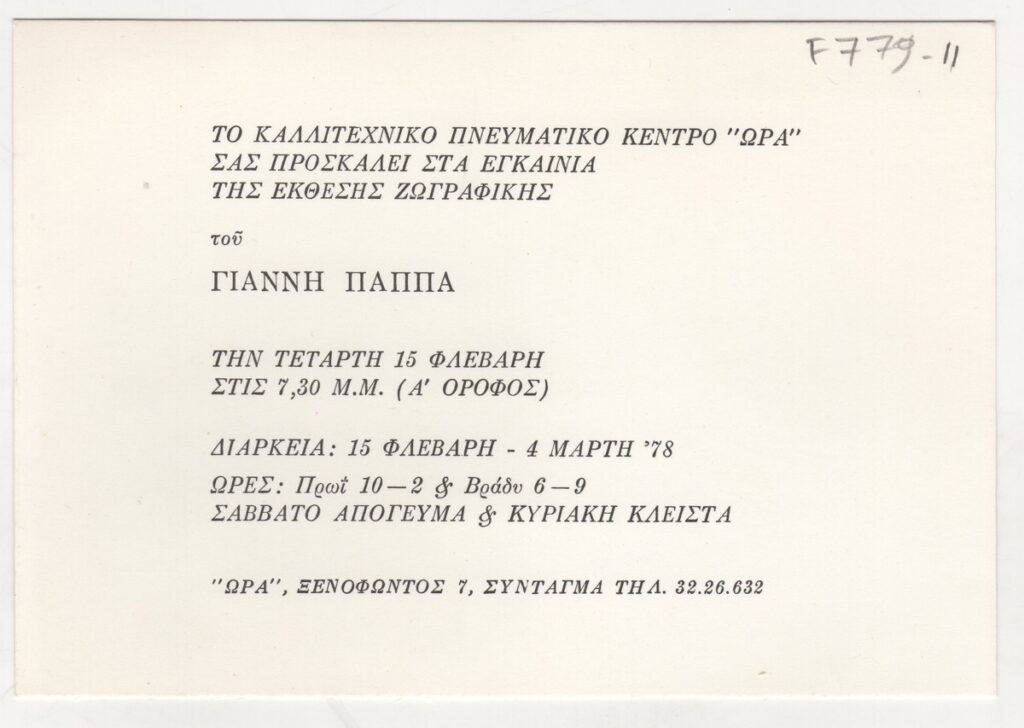 F779-11
ΤΟ ΚΑΛΛΙΤΕΧΝΙΚΟ ΠΝΕΥΜΑΤΙΚΟ ΚΕΝΤΡΟ "ΩΡΑ"
ΣΑΣ ΠΡΟΣΚΑΛΕΙ ΣΤΑ ΕΓΚΑΙΝΙΑ
ΤΗΣ ΕΚΘΕΣΗΣ ΖΩΓΡΑΦΙΚΗΣ
τοῦ
ΓΙΑΝΝΗ ΠΑΠΠΑ
ΤΗΝ ΤΕΤΑΡΤΗ 15 ΦΛΕΒΑΡΗ
ΣΤΙΣ 7,30 Μ.Μ. (Α' ΟΡΟΦΟΣ)
ΔΙΑΡΚΕΙΑ: 15 ΦΛΕΒΑΡΗ - 4 ΜΑΡΤΗ '78
ΩΡΕΣ: Πρωΐ 10—2 & Βράδυ 6—9
ΣΑΒΒΑΤΟ ΑΠΟΓΕΥΜΑ & ΚΥΡΙΑΚΗ ΚΛΕΙΣΤΑ
"ΩΡΑ", ΞΕΝΟΦΩΝΤΟΣ 7, ΣΥΝΤΑΓΜΑ ΤΗΛ. 32.26.632